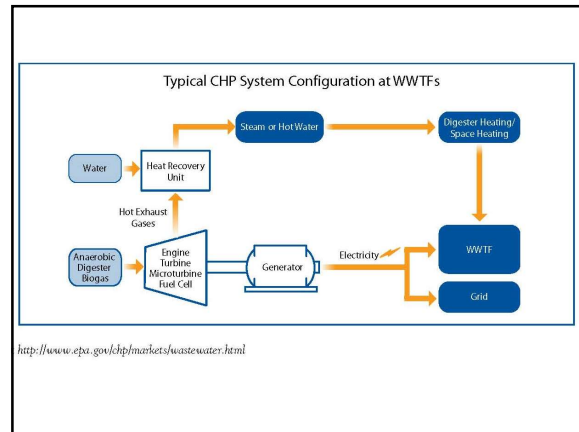 Typical CHP System Configuration at WWTFs
Steam or Hot Water
Digester Heating/
Space Heating
Water
Heat Recovery
Unit
Hot Exhaust
Gases
Anaerobic
Digester
Biogas
Engine
Turbine
Microturbine
Fuel Cell
Generator
Electricity
WWTF
Grid
http://www.epa.gov/chp/markets/wastewater.html